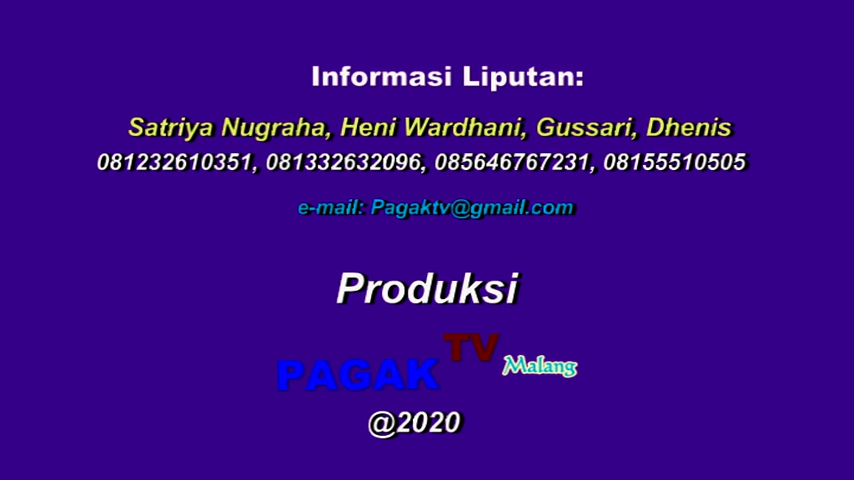 Informasi Liputan:
Satriya Nugraha, Heni Wardhani, Gussari, Dhenis
081232610351, 081332632096, 085646767231, 08155510505
e-mail: Pagaktv@gmail.com
Produksi
PAGAK TV Malang
@2020